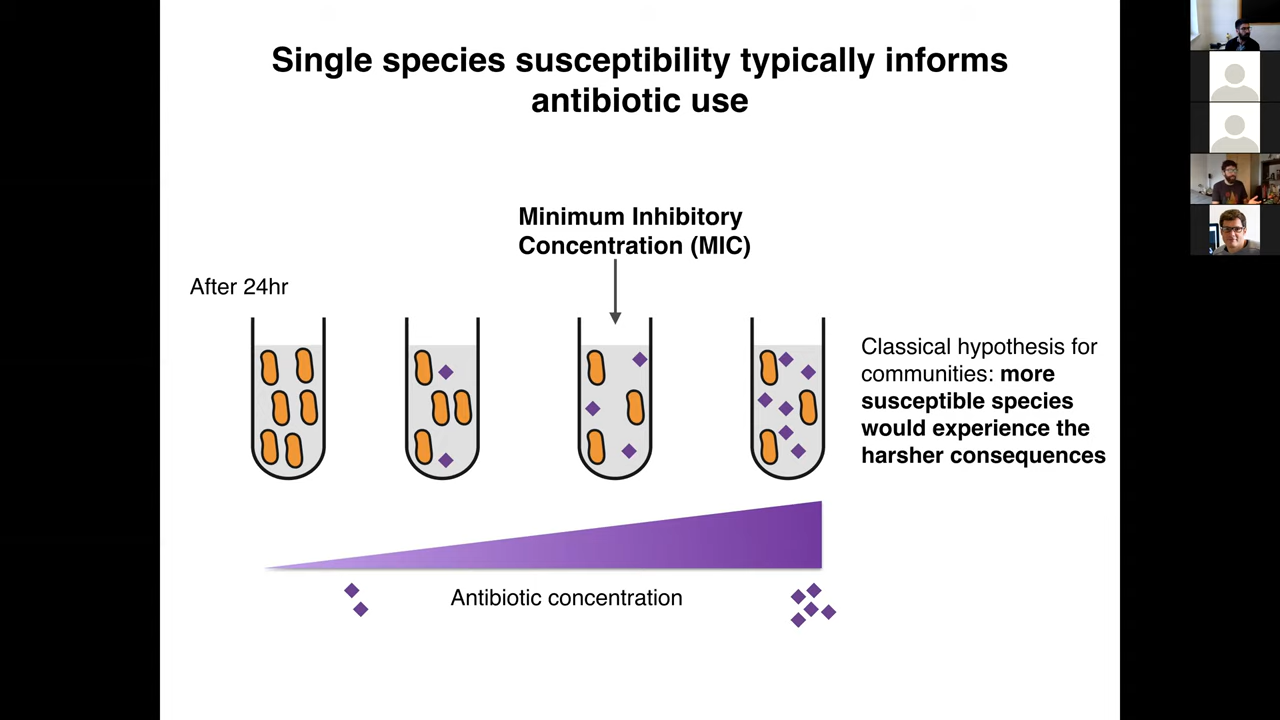 Single species susceptibility typically informs
antibiotic use
Minimum Inhibitory
Concentration (MIC)
After 24hr
Classical hypothesis for
communities: more
susceptible species
would experience the
harsher consequences
Antibiotic concentration